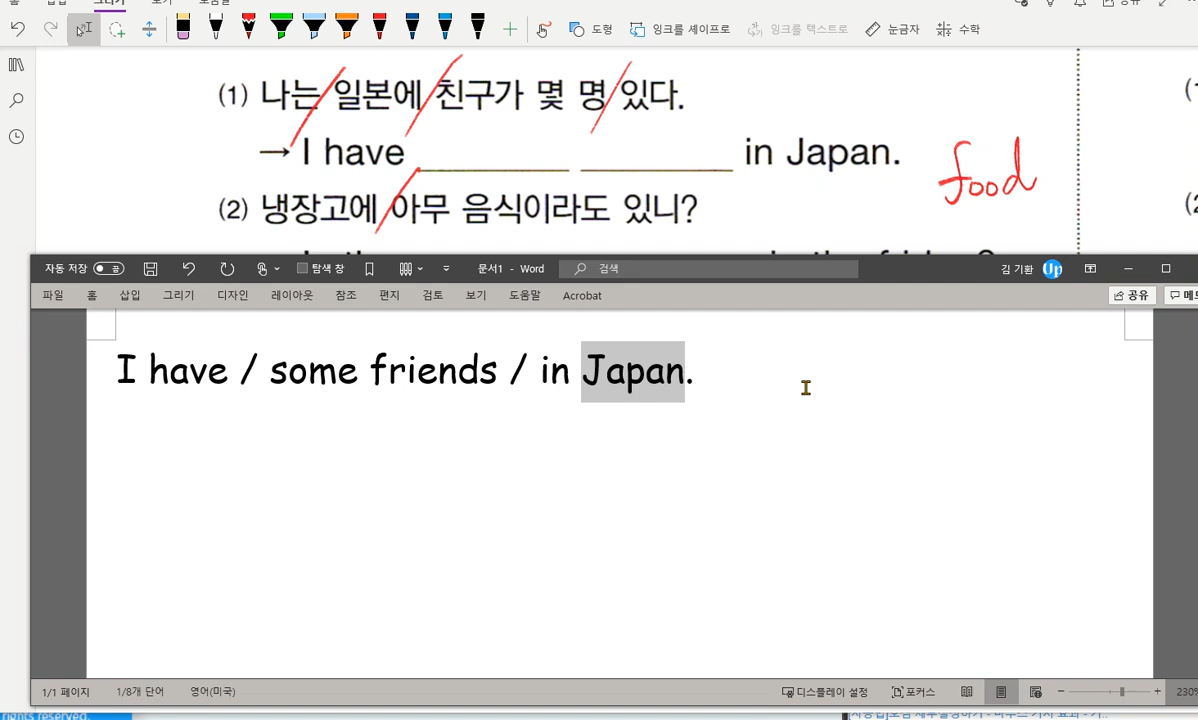 (1) 나는 일본에 친구가 몇 명 있다.
→ I have ________ ________ in Japan.
food
(2) 냉장고에 아무 음식이라도 있니?
자동 저장 끔 탐색 창 문서1 - Word 검색 김 기환 Up
파일 홈 삽입 그리기 디자인 레이아웃 참조 편지 검토 보기 도움말 Acrobat 공유
I have / some friends / in Japan.
1/1 페이지 1/8개 단어 영어(미국) 디스플레이 설정 포커스 230%
도형 잉크를 셰이프로 잉크를 텍스트로 눈금자 수학
rights reserved.